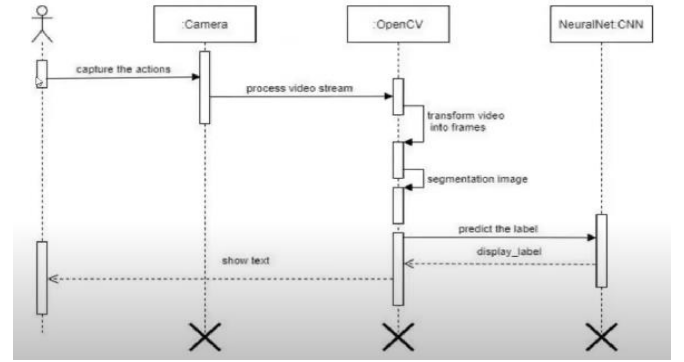 :Camera
:OpenCV
NeuralNet:CNN
capture the actions
process video stream
transform video
into frames
segmentation image
predict the label
display_label
show text